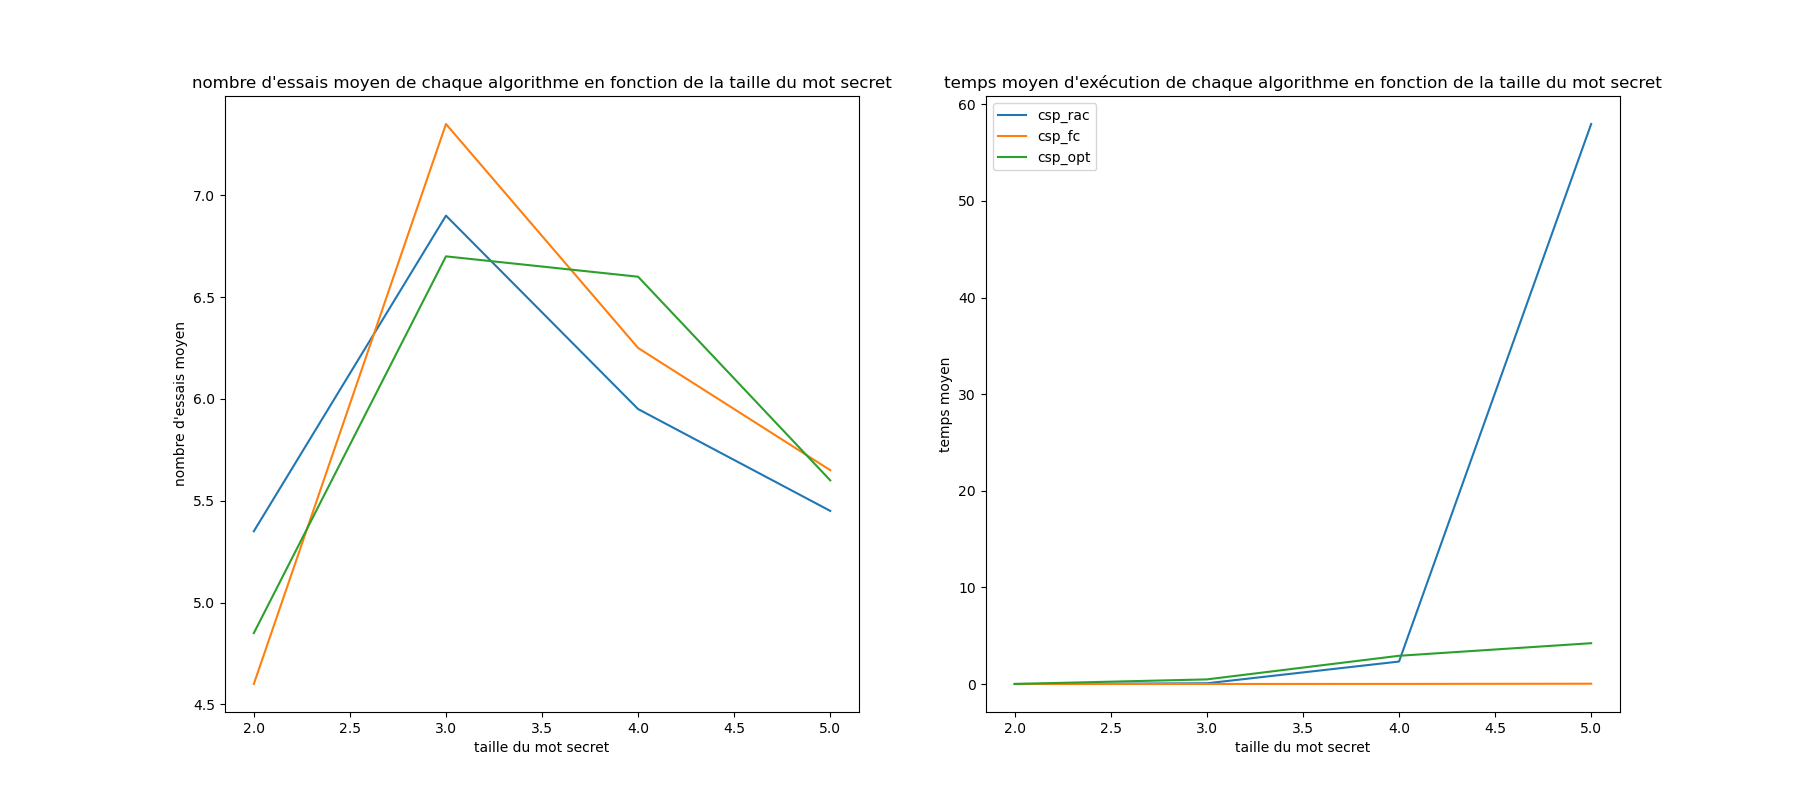 nombre d'essais moyen de chaque algorithme en fonction de la taille du mot secret
nombre d'essais moyen
7.0
6.5
6.0
5.5
5.0
4.5
2.0 2.5 3.0 3.5 4.0 4.5 5.0
taille du mot secret
temps moyen d'exécution de chaque algorithme en fonction de la taille du mot secret
csp_rac
csp_fc
csp_opt
temps moyen
60
50
40
30
20
10
0
2.0 2.5 3.0 3.5 4.0 4.5 5.0
taille du mot secret